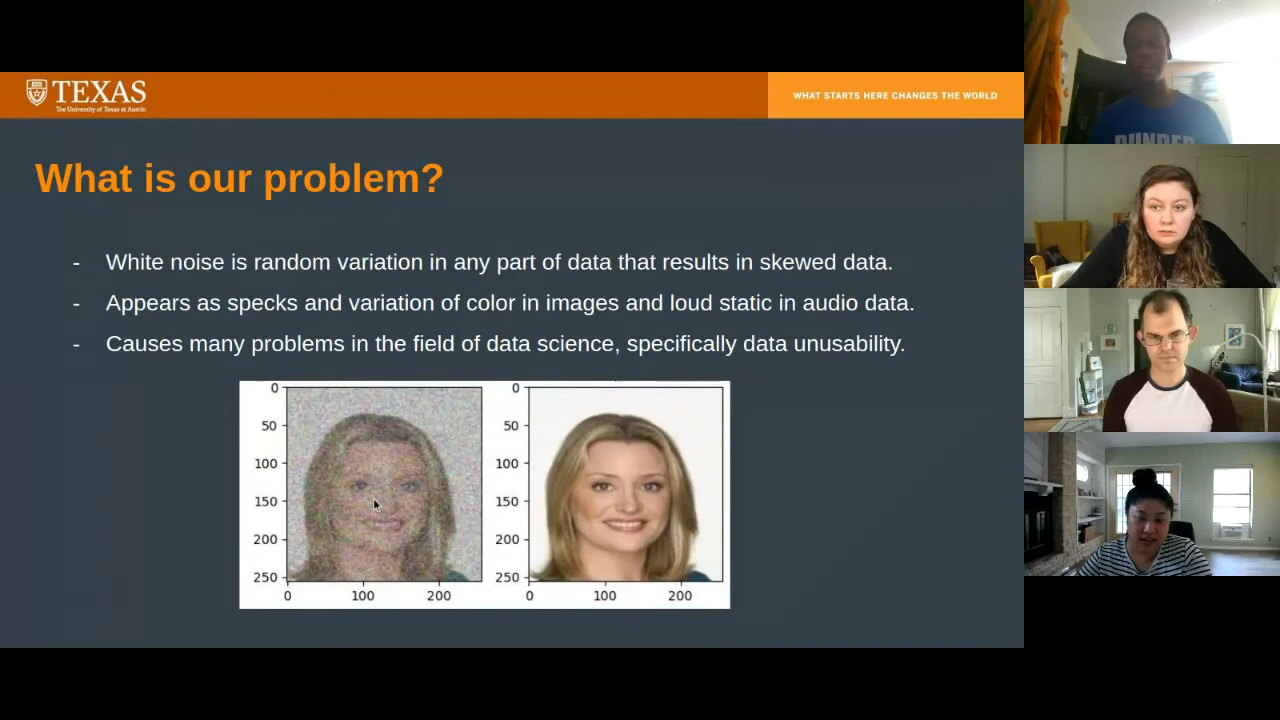 TEXAS
The University of Texas at Austin
WHAT STARTS HERE CHANGES THE WORLD
What is our problem?
- White noise is random variation in any part of data that results in skewed data.
- Appears as specks and variation of color in images and loud static in audio data.
- Causes many problems in the field of data science, specifically data unusability.
0
50
100
150
200
250
0 100 200
0
50
100
150
200
250
0 100 200
DUNDER